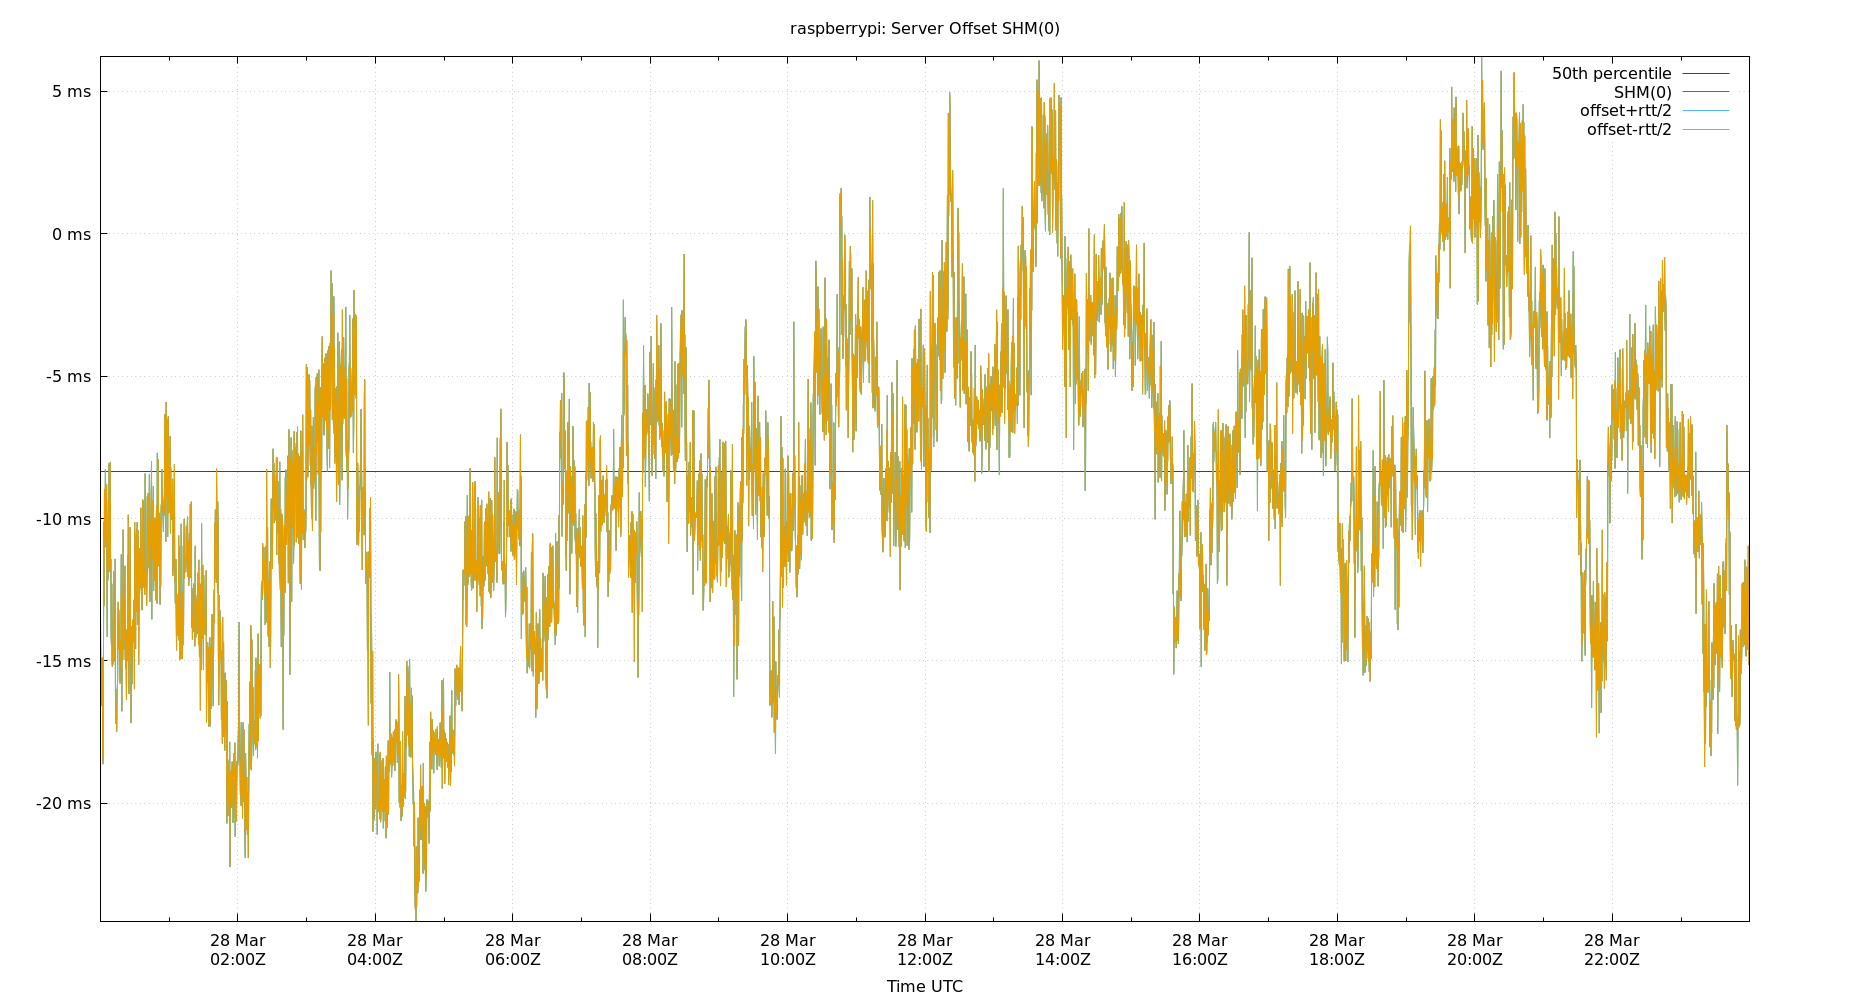 raspberrypi: Server Offset SHM(0)
50th percentile
SHM(0)
offset+rtt/2
offset-rtt/2
5 ms
0 ms
-5 ms
-10 ms
-15 ms
-20 ms
28 Mar 28 Mar 28 Mar 28 Mar 28 Mar 28 Mar 28 Mar 28 Mar 28 Mar 28 Mar 28 Mar
02:00Z 04:00Z 06:00Z 08:00Z 10:00Z 12:00Z 14:00Z 16:00Z 18:00Z 20:00Z 22:00Z
Time UTC